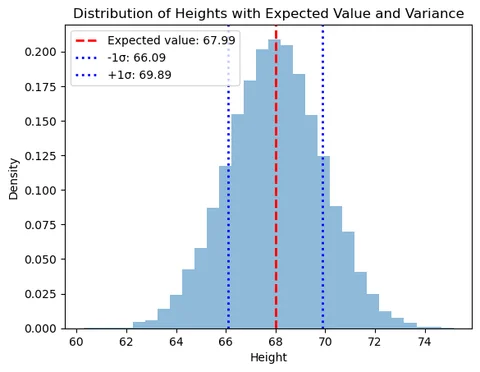 Distribution of Heights with Expected Value and Variance
Expected value: 67.99
-1σ: 66.09
+1σ: 69.89
0.200
0.175
0.150
0.125
0.100
0.075
0.050
0.025
0.000
Density
60 62 64 66 68 70 72 74
Height